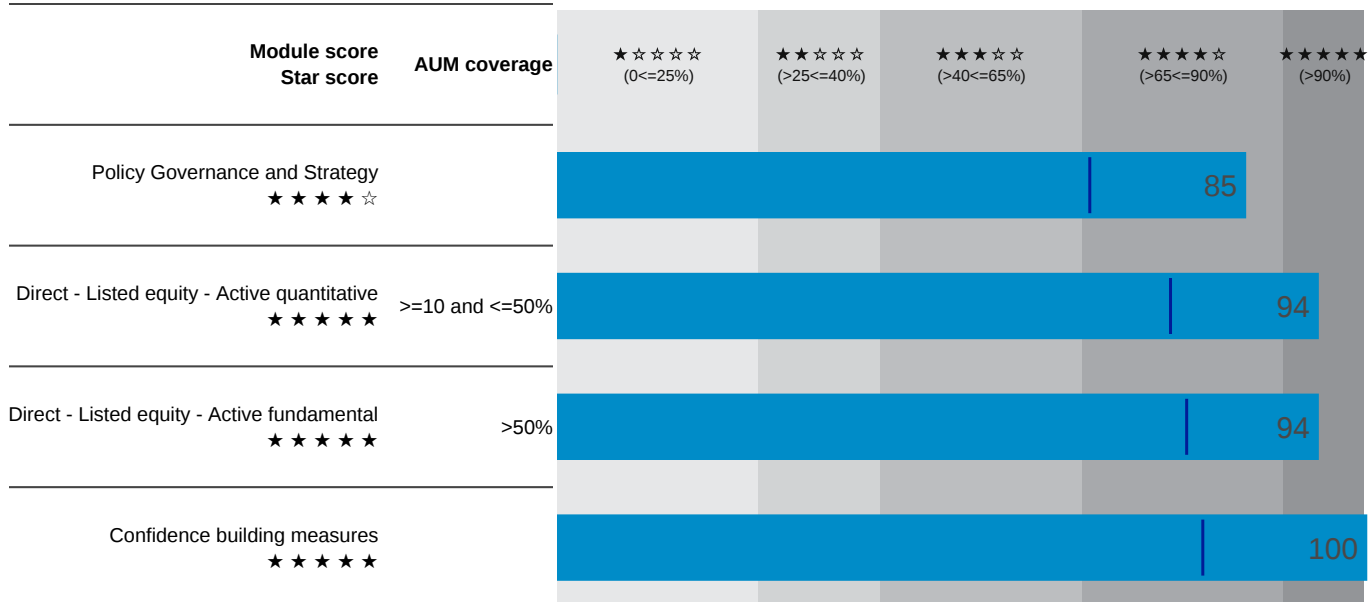 Module score
Star score
AUM coverage
★☆☆☆☆
(0<=25%)
★★☆☆☆
(>25<=40%)
★★★☆☆
(>40<=65%)
★★★★☆
(>65<=90%)
★★★★★
(>90%)
Policy Governance and Strategy
★★★★☆
85
Direct - Listed equity - Active quantitative
★★★★★
>=10 and <=50%
94
Direct - Listed equity - Active fundamental
★★★★★
>50%
94
Confidence building measures
★★★★★
100